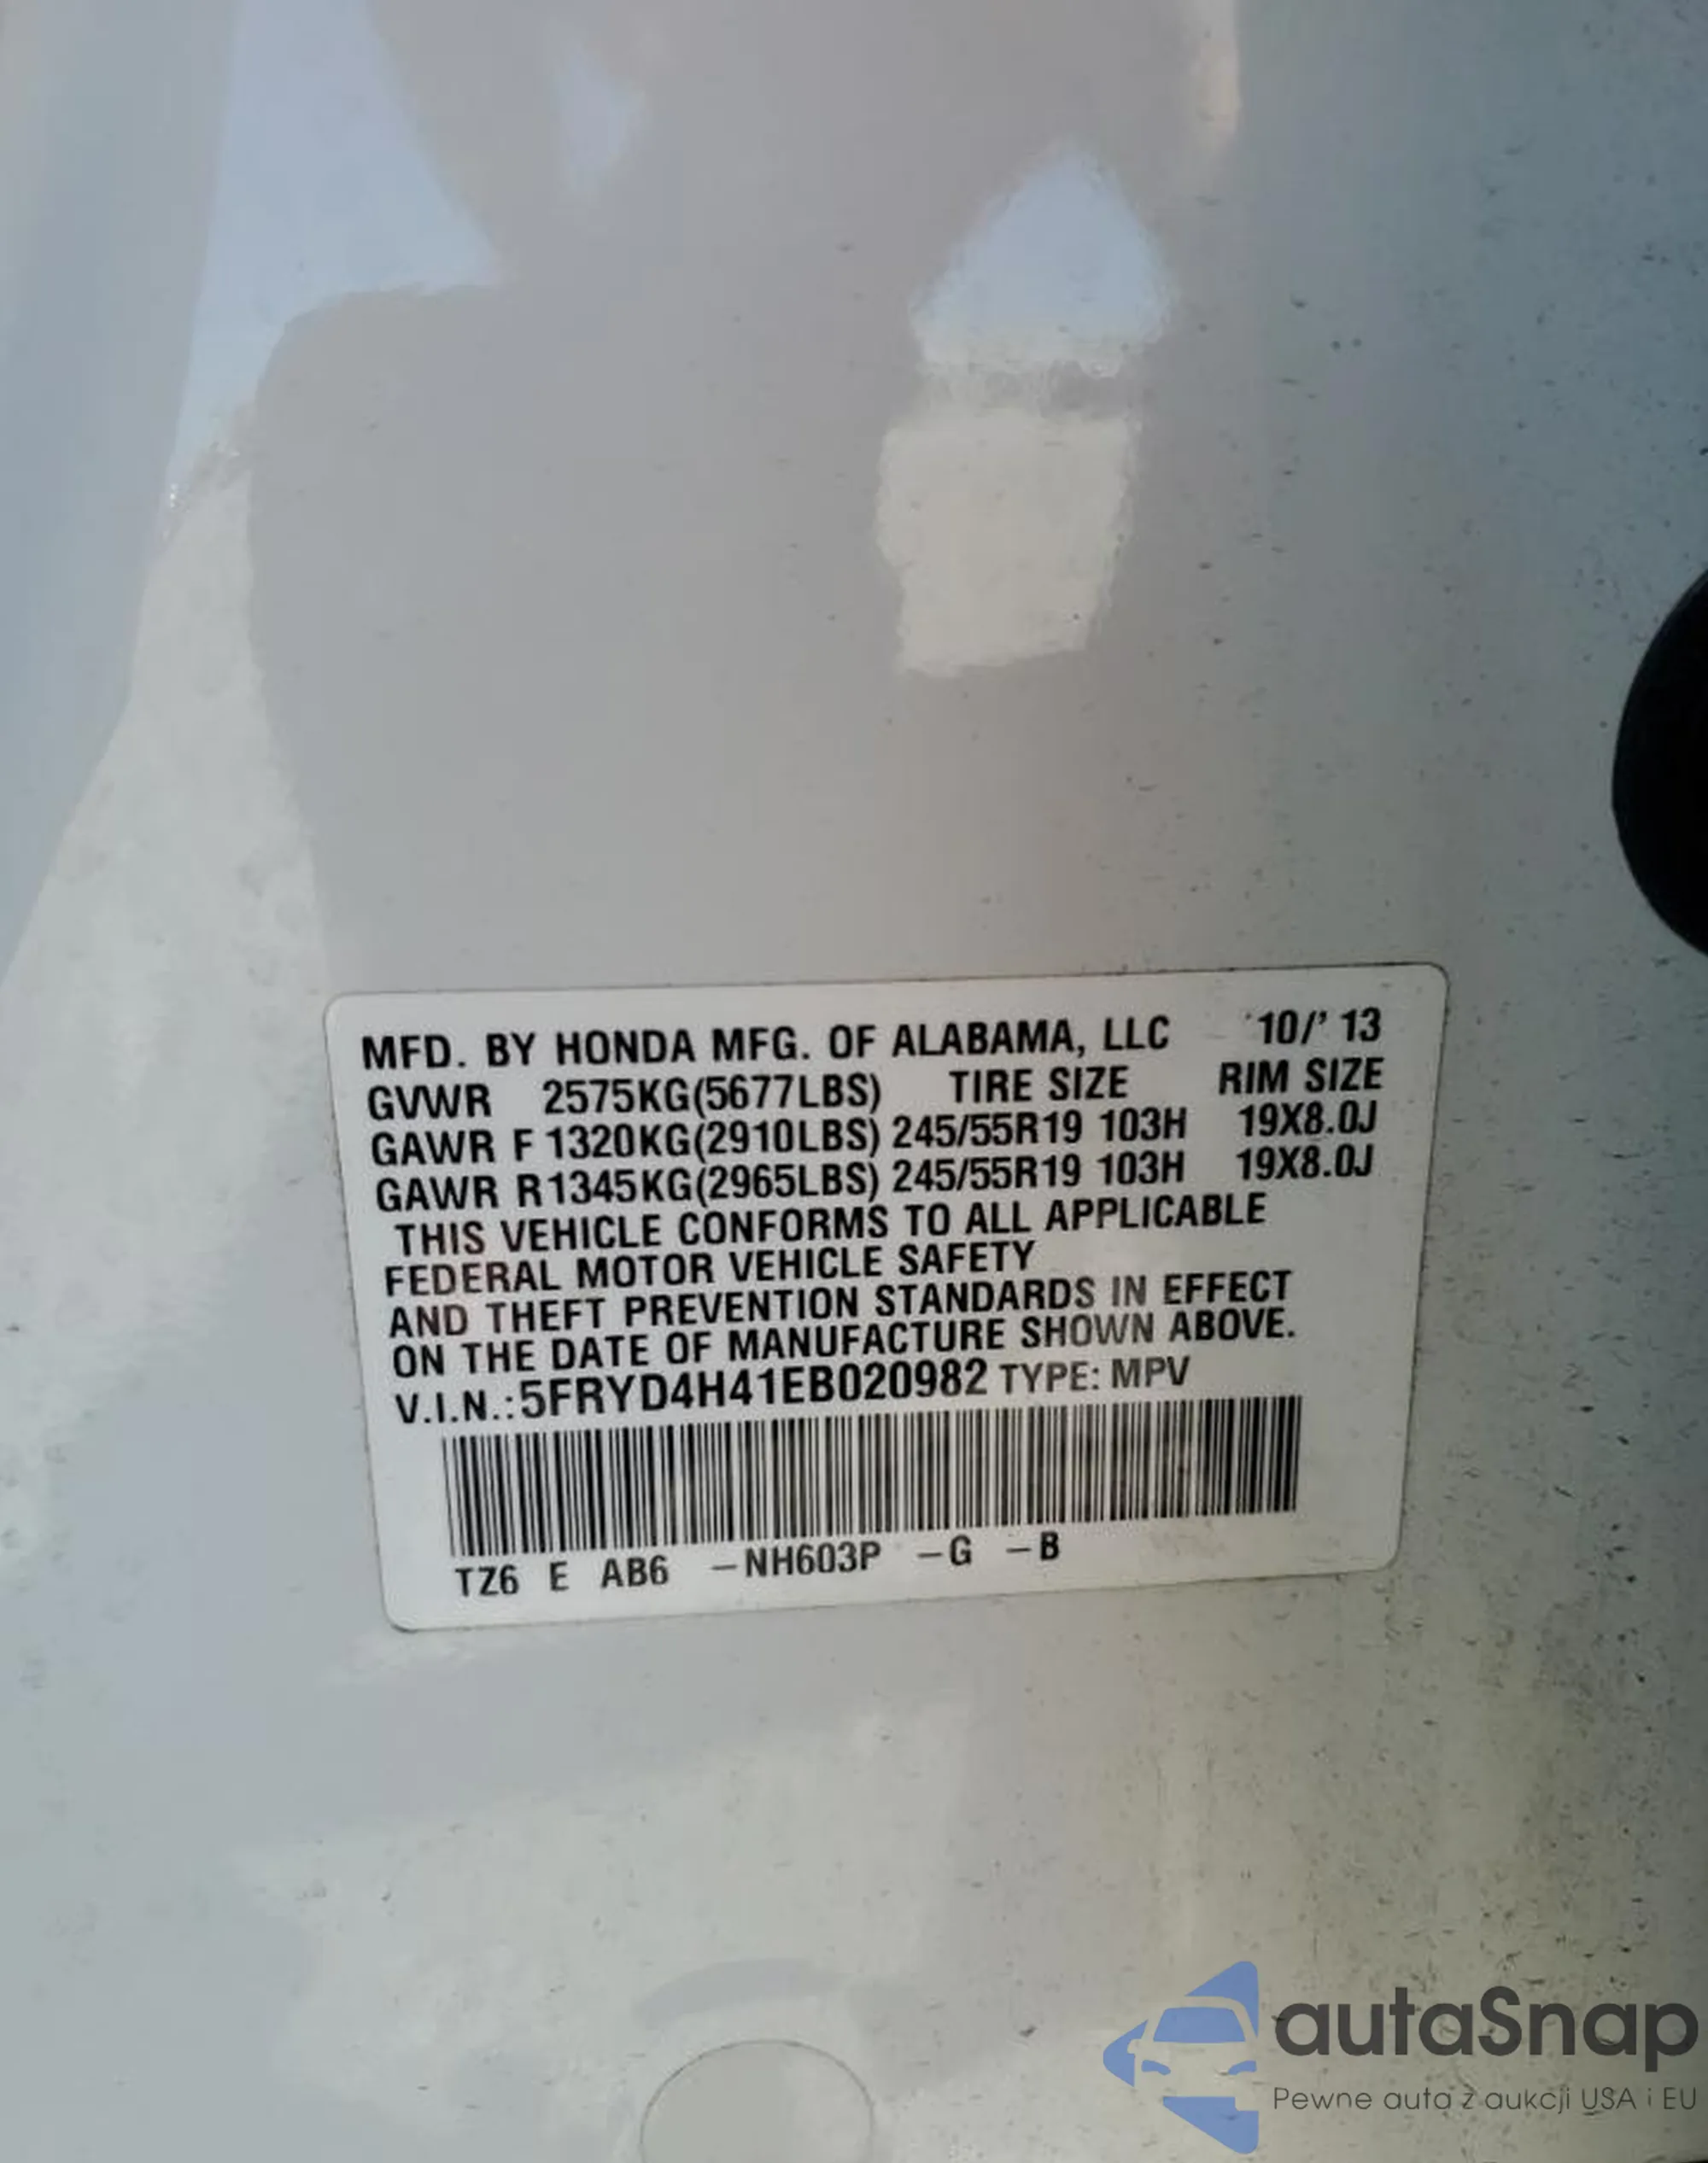 MFD. BY HONDA MFG. OF ALABAMA, LLC 10/' 13
GVWR 2575KG(5677LBS) TIRE SIZE RIM SIZE
GAWR F 1320KG(2910LBS) 245/55R19 103H 19X8.0J
GAWR R 1345KG(2965LBS) 245/55R19 103H 19X8.0J
THIS VEHICLE CONFORMS TO ALL APPLICABLE
FEDERAL MOTOR VEHICLE SAFETY
AND THEFT PREVENTION STANDARDS IN EFFECT
ON THE DATE OF MANUFACTURE SHOWN ABOVE.
V.I.N.: 5FRYD4H41EB020982 TYPE: MPV
TZ6 E AB6 -NH603P -G -B
autaSnap
Pewne auta z aukcji USA i EU